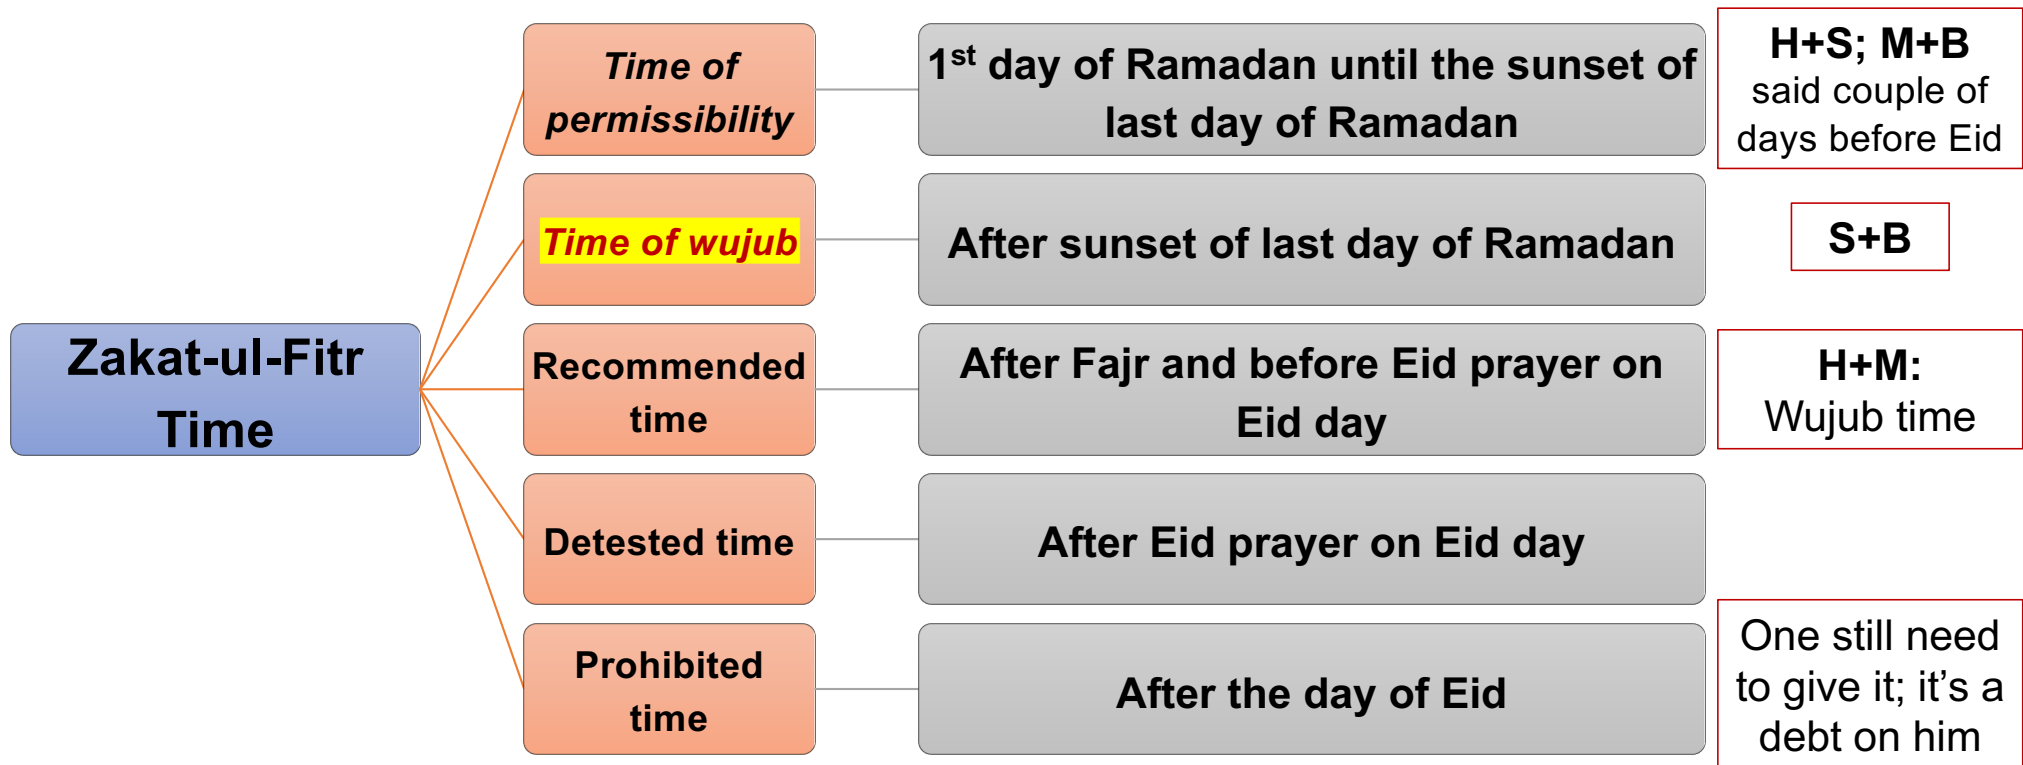 Zakat-ul-Fitr
Time
Time of
permissibility
1st day of Ramadan until the sunset of
last day of Ramadan
H+S; M+B
said couple of
days before Eid
Time of wujub
After sunset of last day of Ramadan
S+B
Recommended
time
After Fajr and before Eid prayer on
Eid day
H+M:
Wujub time
Detested time
After Eid prayer on Eid day
Prohibited
time
After the day of Eid
One still need
to give it; it’s a
debt on him